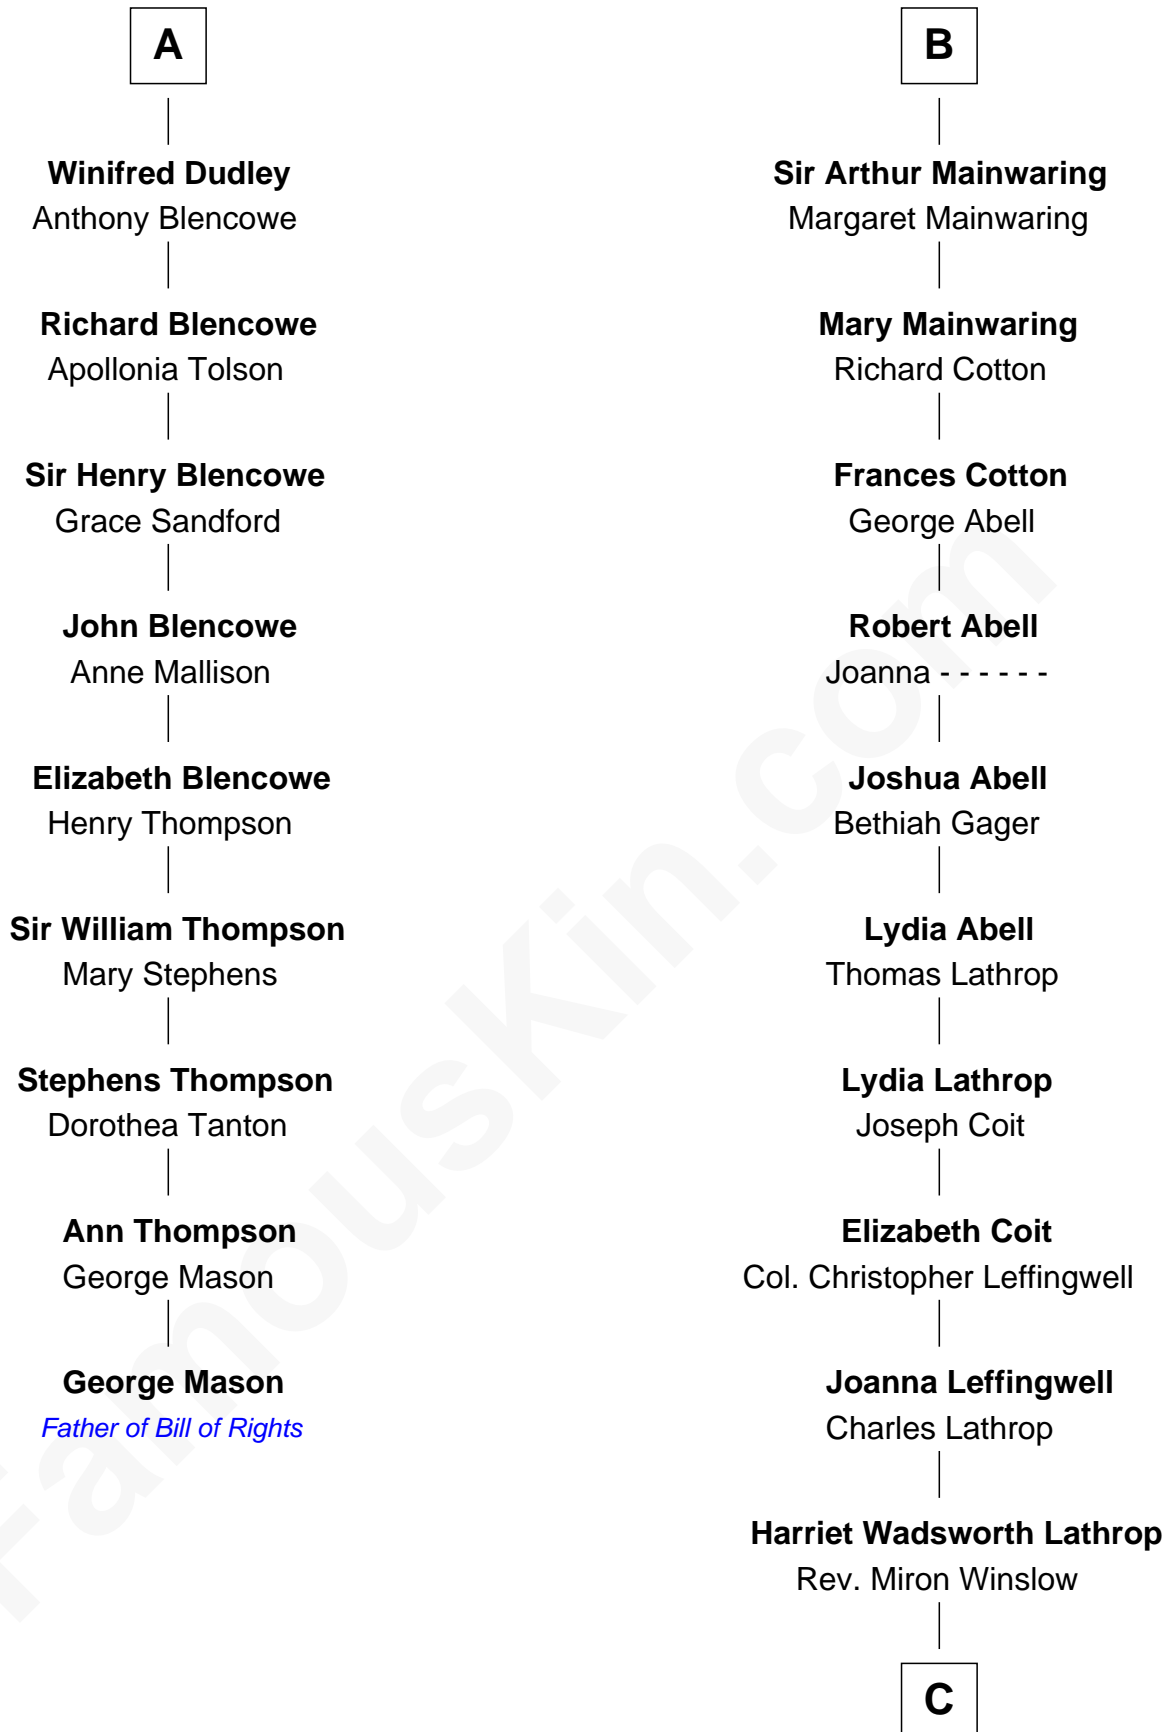 A
Winifred Dudley
Anthony Blencowe
Richard Blencowe
Apollonia Tolson
Sir Henry Blencowe
Grace Sandford
John Blencowe
Anne Mallison
Elizabeth Blencowe
Henry Thompson
Sir William Thompson
Mary Stephens
Stephens Thompson
Dorothea Tanton
Ann Thompson
George Mason
George Mason
Father of Bill of Rights
B
Sir Arthur Mainwaring
Margaret Mainwaring
Mary Mainwaring
Richard Cotton
Frances Cotton
George Abell
Robert Abell
Joanna - - - - - -
Joshua Abell
Bethiah Gager
Lydia Abell
Thomas Lathrop
Lydia Lathrop
Joseph Coit
Elizabeth Coit
Col. Christopher Leffingwell
Joanna Leffingwell
Charles Lathrop
Harriet Wadsworth Lathrop
Rev. Miron Winslow
C
FamousKin.com